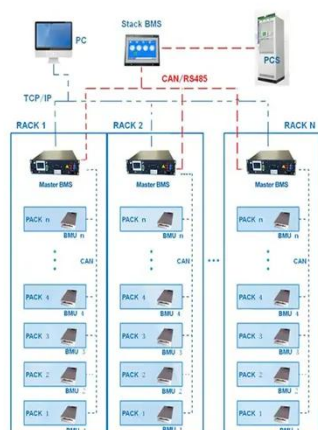 PC
Stack BMS
PCS
CAN/RS485
TCP/IP
RACK 1
RACK 2
RACK N
Master BMS
Master BMS
Master BMS
PACK n
PACK n
PACK n
BMU n
BMU n
BMU n
CAN
CAN
CAN
PACK 4
PACK 4
PACK 4
BMU 4
BMU 4
BMU 4
PACK 3
PACK 3
PACK 3
BMU 3
BMU 3
BMU 3
PACK 2
PACK 2
PACK 2
BMU 2
BMU 2
BMU 2
PACK 1
PACK 1
PACK 1